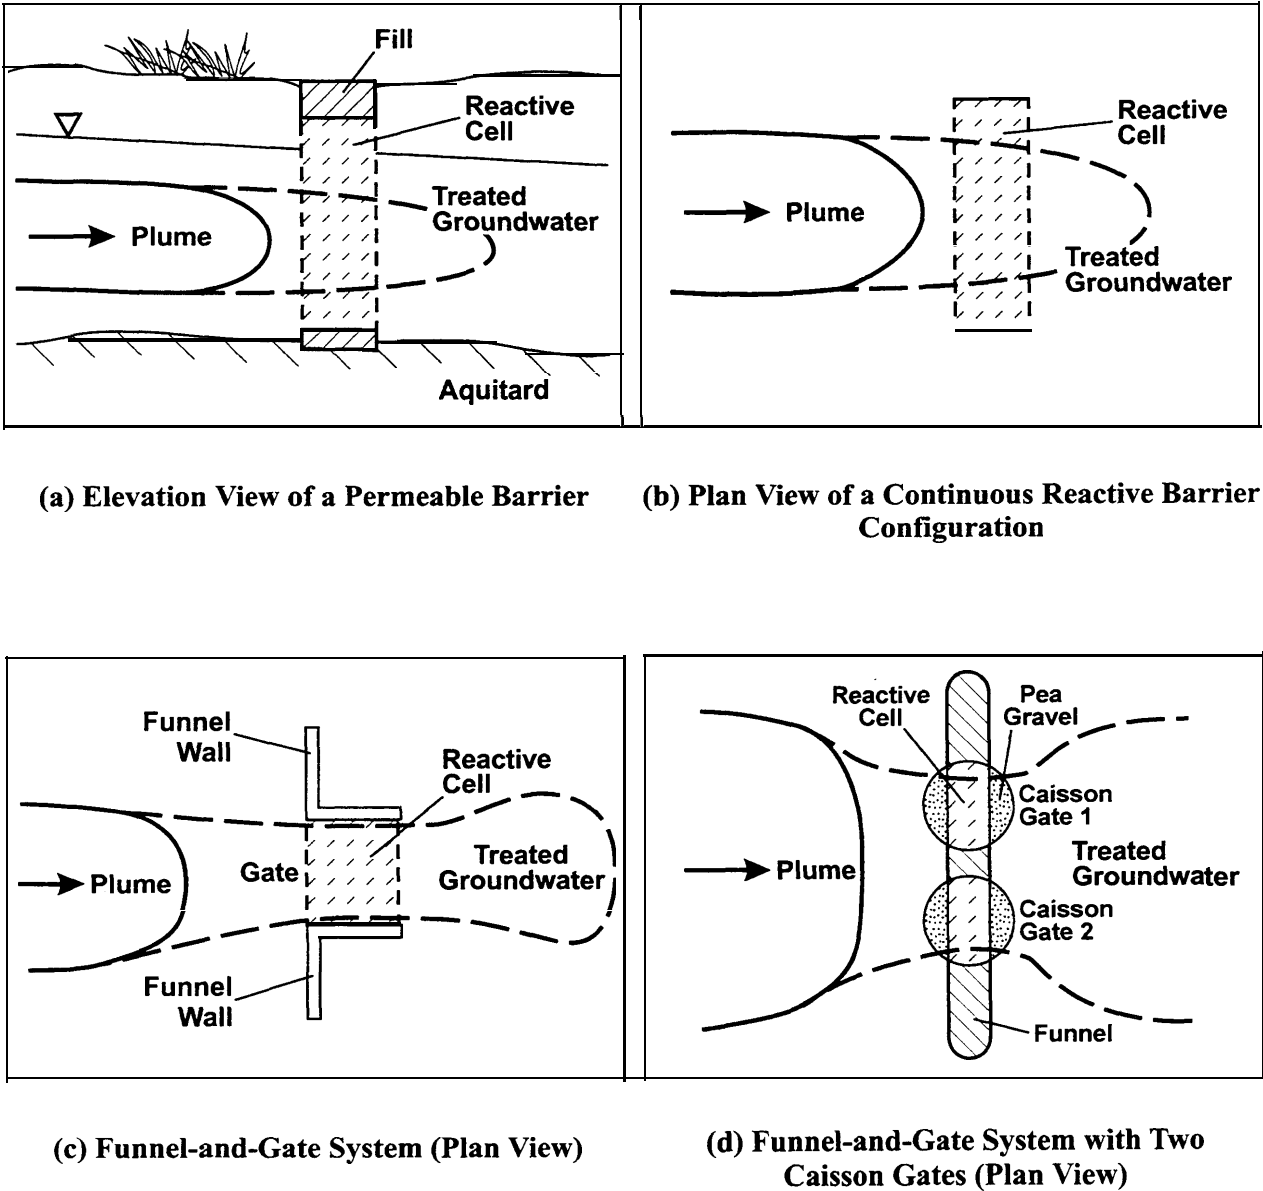 Fill
Reactive
Cell
Treated
Groundwater
Plume
Aquitard
(a) Elevation View of a Permeable Barrier
Reactive
Cell
Plume
Treated
Groundwater
(b) Plan View of a Continuous Reactive Barrier
Configuration
Funnel
Wall
Reactive
Cell
Gate
Treated
Groundwater
Plume
Funnel
Wall
(c) Funnel-and-Gate System (Plan View)
Reactive
Cell
Pea
Gravel
Caisson
Gate 1
Treated
Groundwater
Plume
Caisson
Gate 2
Funnel
(d) Funnel-and-Gate System with Two
Caisson Gates (Plan View)